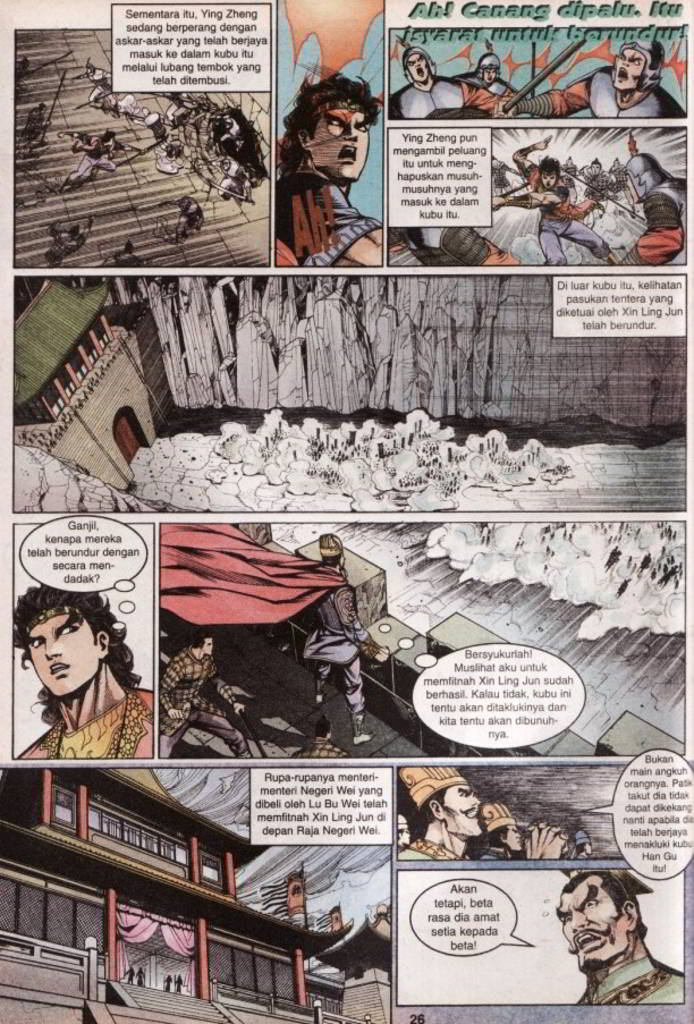 Sementara itu, Ying Zheng
sedang berperang dengan
askar-askar yang telah berjaya
masuk ke dalam kubu itu
melalui lubang tembok yang
telah ditembusi.
Ah!
Ah! Canang dipalu. Itu
isyarat untuk berundur!
Ying Zheng pun
mengambil peluang
itu untuk meng-
hapuskan musuh-
musuhnya yang
masuk ke dalam
kubu itu.
Di luar kubu itu, kelihatan
pasukan tentera yang
diketuai oleh Xin Ling Jun
telah berundur.
Ganjil,
kenapa mereka
telah berundur dengan
secara men-
dadak?
Bersyukurlah!
Muslihat aku untuk
memfitnah Xin Ling Jun sudah
berhasil. Kalau tidak, kubu ini
tentu akan ditaklukinya dan
kita tentu akan dibunuh-
nya.
Rupa-rupanya menteri-
menteri Negeri Wei yang
dibeli oleh Lu Bu Wei telah
memfitnah Xin Ling Jun di
depan Raja Negeri Wei.
Bukan
main angkuh
orangnya. Patik
takut dia tidak
dapat dikekang
nanti apabila dia
telah berjaya
menakluki kubu
Han Gu
itu!
Akan
tetapi, beta
rasa dia amat
setia kepada
beta!
26